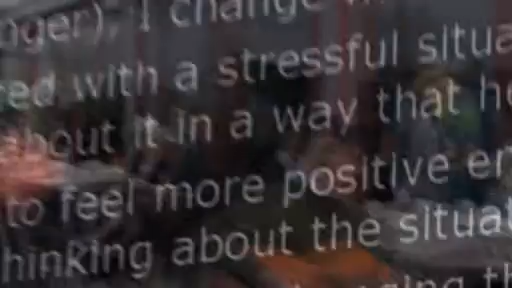 nger), I change
red with a stressful situa
about it in a way that he
to feel more positive e
hinking about the situat